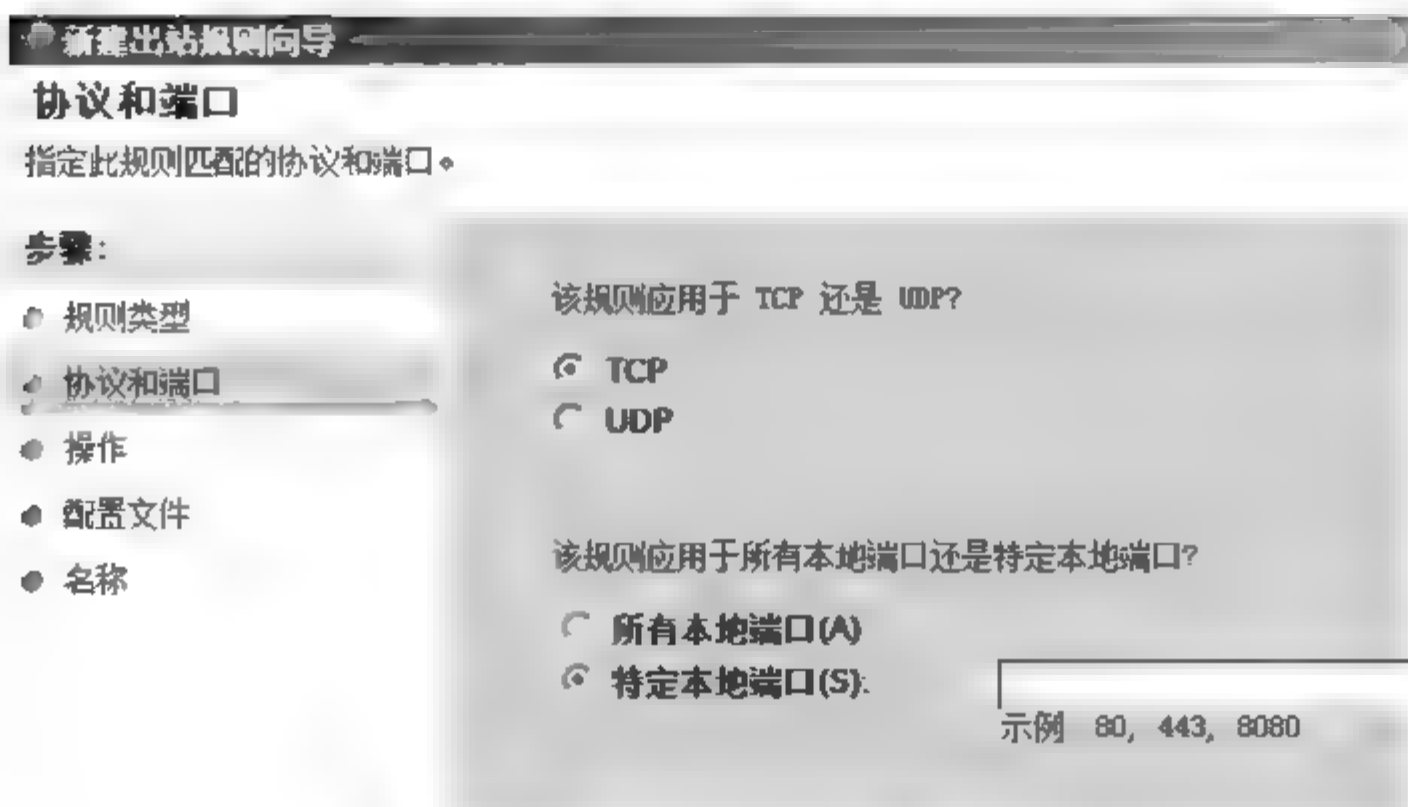 新建出站规则向导
协议和端口
指定此规则匹配的协议和端口。
步骤:
规则类型
协议和端口
操作
配置文件
名称
该规则应用于 TCP 还是 UDP?
TCP
UDP
该规则应用于所有本地端口还是特定本地端口?
所有本地端口(A)
特定本地端口(S):
示例 80, 443, 8080